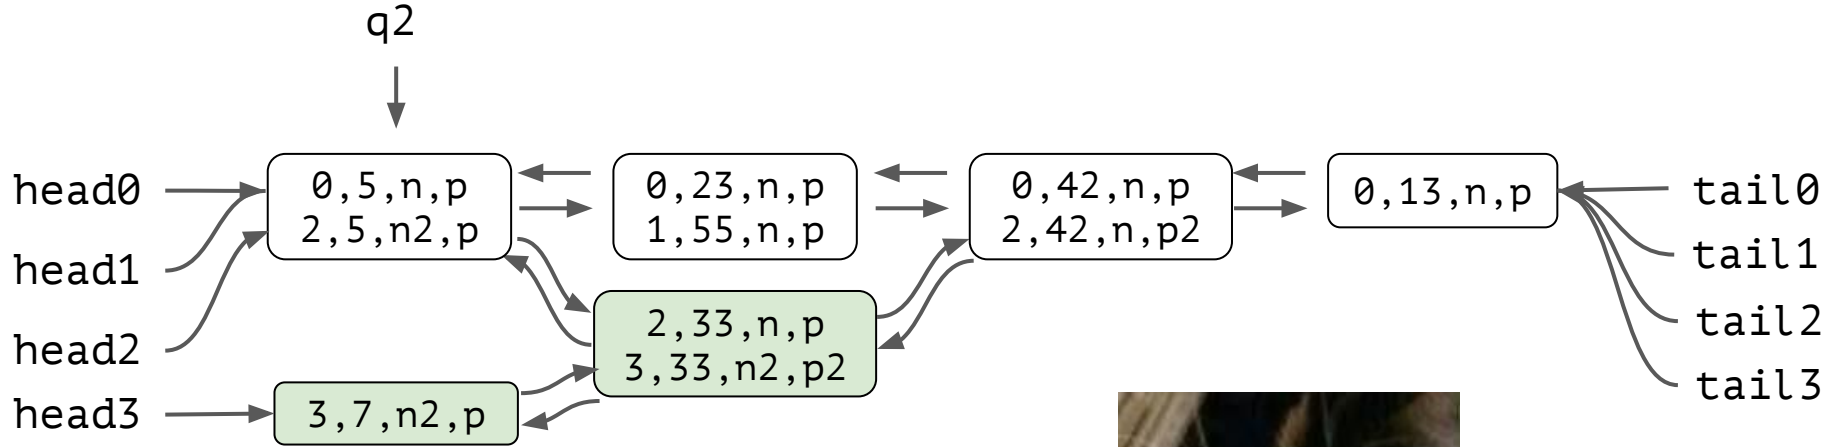 q2
head0
head1
head2
head3
0,5,n,p
2,5,n2,p
0,23,n,p
1,55,n,p
0,42,n,p
2,42,n,p2
0,13,n,p
2,33,n,p
3,33,n2,p2
3,7,n2,p
tail0
tail1
tail2
tail3